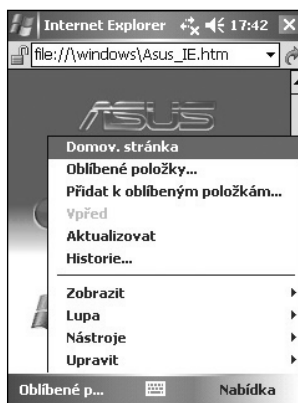 Internet Explorer 17:42
file://\windows\Asus_IE.htm
ASUS
Domov. stránka
Oblíbené položky...
Přidat k oblíbeným položkám...
Vpřed
Aktualizovat
Historie...
Zobrazit
Lupa
Nástroje
Upravit
Oblíbené p... Nabídka